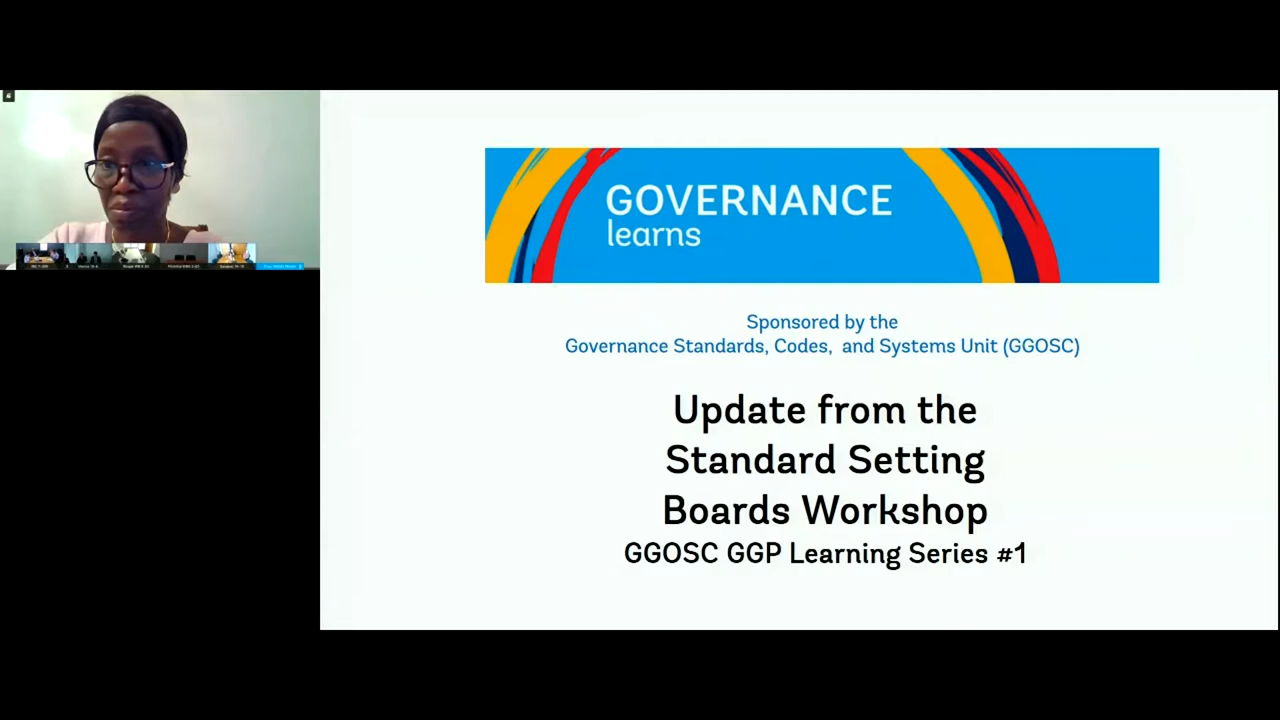 GOVERNANCE
learns
Sponsored by the
Governance Standards, Codes, and Systems Unit (GGOSC)
Update from the
Standard Setting
Boards Workshop
GGOSC GGP Learning Series #1